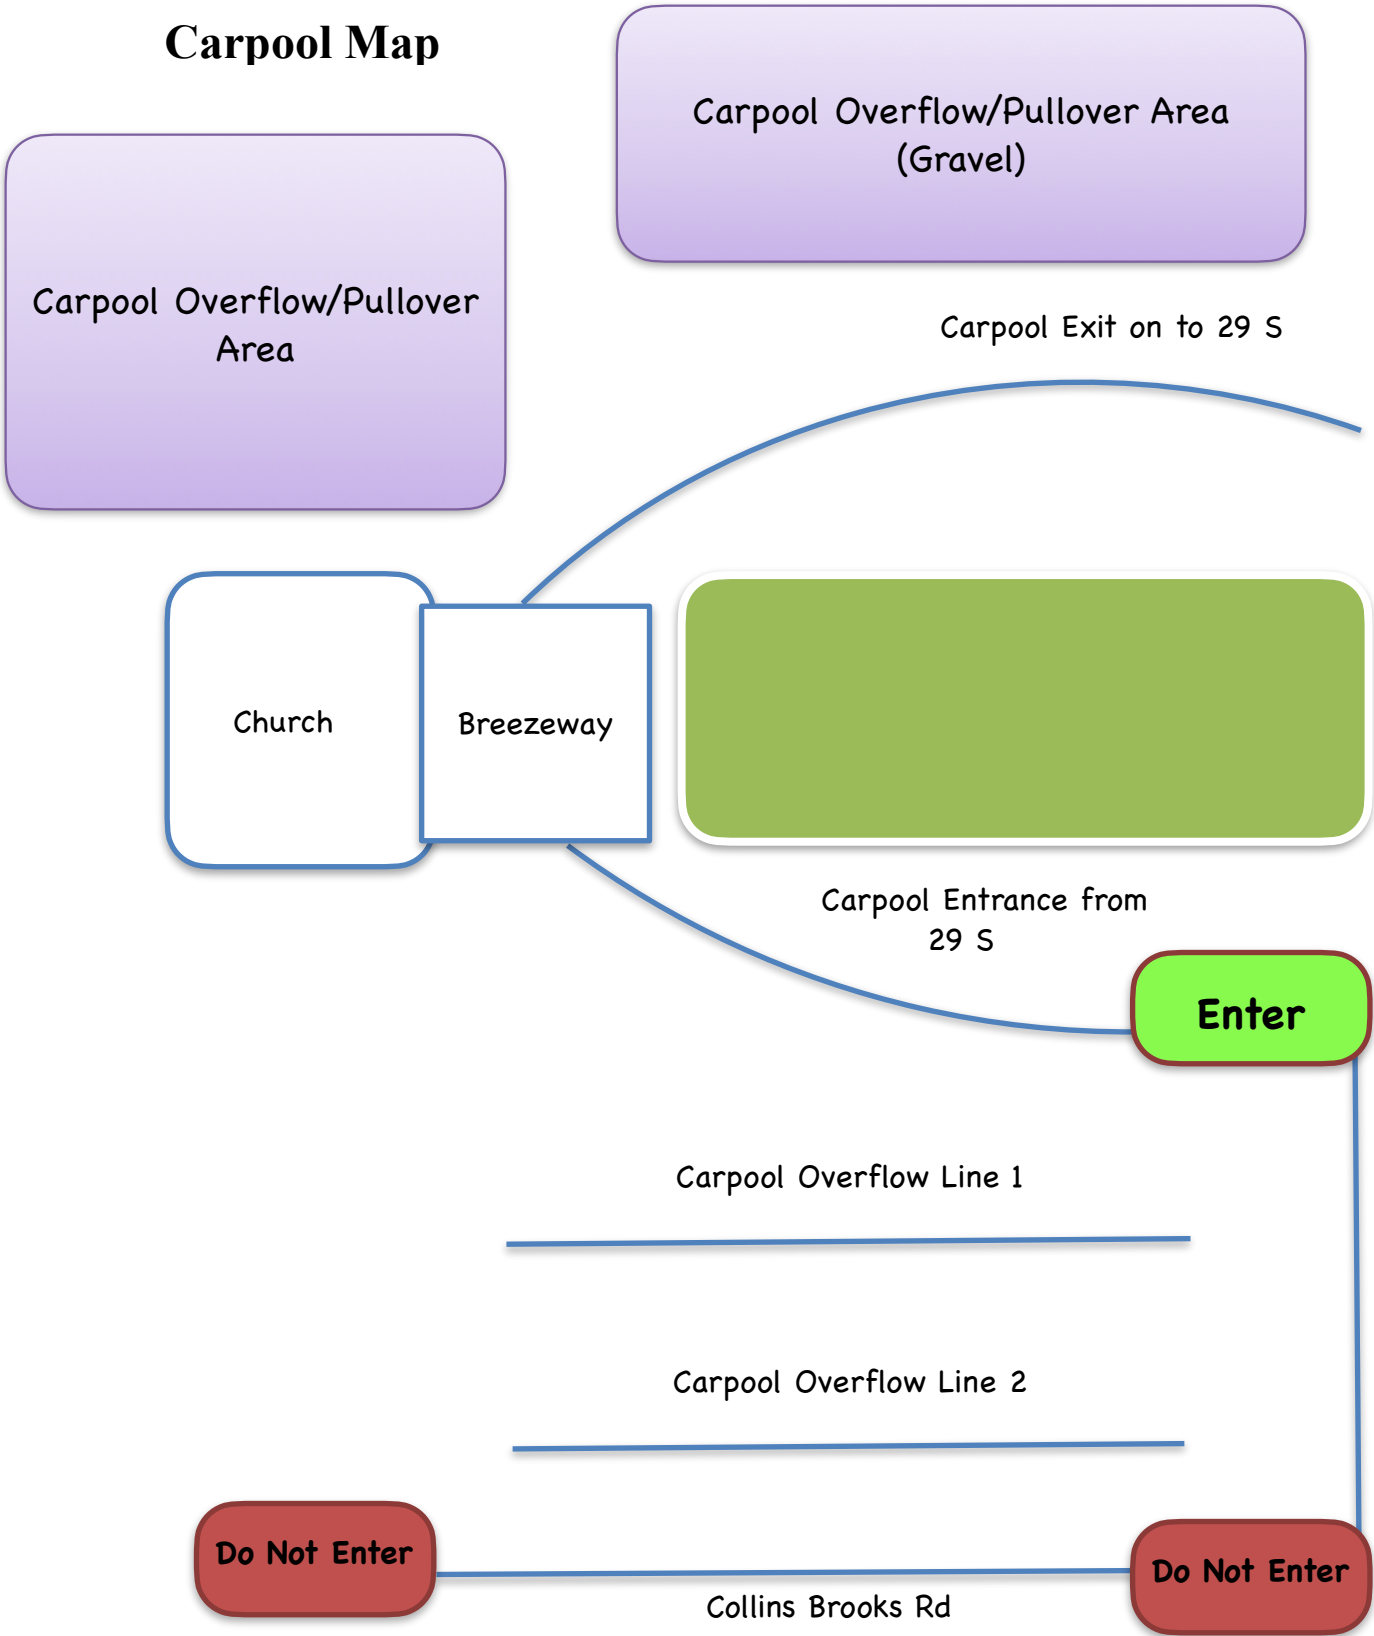 Carpool Map
Carpool Overflow/Pullover Area
(Gravel)
Carpool Overflow/Pullover
Area
Carpool Exit on to 29 S
Church
Breezeway
Carpool Entrance from
29 S
Enter
Carpool Overflow Line 1
Carpool Overflow Line 2
Do Not Enter
Do Not Enter
Collins Brooks Rd